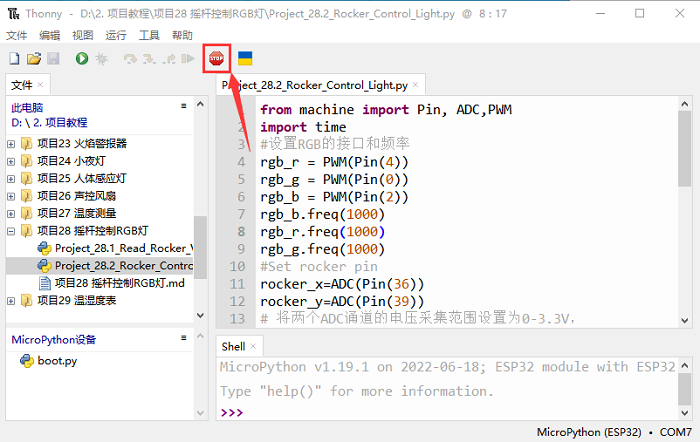 Thonny - D:\2. 项目教程\项目28 摇杆控制RGB灯\Project_28.2_Rocker_Control_Light.py @ 8 : 17
文件 编辑 视图 运行 工具 帮助
STOP
文件 ×
此电脑
D: \ 2. 项目教程
项目23 火焰警报器
项目24 小夜灯
项目25 人体感应灯
项目26 声控风扇
项目27 温度测量
项目28 摇杆控制RGB灯
Project_28.1_Read_Rocker_V
Project_28.2_Rocker_Contro
项目28 摇杆控制RGB灯.md
项目29 温湿度表
MicroPython设备
boot.py
Project_28.2_Rocker_Control_Light.py ×
1 from machine import Pin, ADC,PWM
2 import time
3 #设置RGB的接口和频率
4 rgb_r = PWM(Pin(4))
5 rgb_g = PWM(Pin(0))
6 rgb_b = PWM(Pin(2))
7 rgb_b.freq(1000)
8 rgb_r.freq(1000)
9 rgb_g.freq(1000)
10 #Set rocker pin
11 rocker_x=ADC(Pin(36))
12 rocker_y=ADC(Pin(39))
13 # 将两个ADC通道的电压采集范围设置为0-3.3V,
Shell ×
MicroPython v1.19.1 on 2022-06-18; ESP32 module with ESP32
Type "help()" for more information.
>>>
MicroPython (ESP32) • COM7